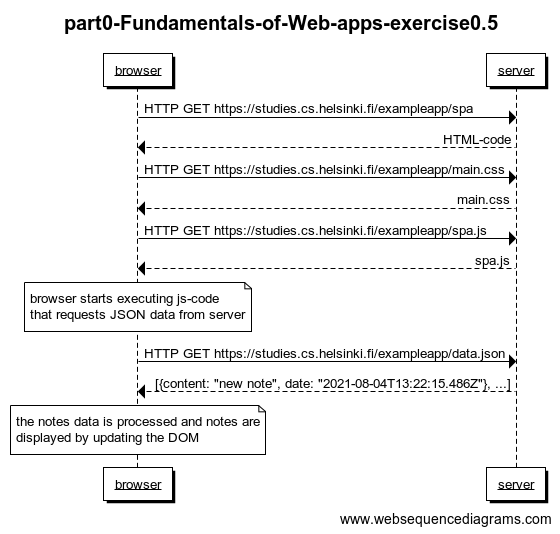 part0-Fundamentals-of-Web-apps-exercise0.5
browser
server
HTTP GET https://studies.cs.helsinki.fi/exampleapp/spa
HTML-code
HTTP GET https://studies.cs.helsinki.fi/exampleapp/main.css
main.css
HTTP GET https://studies.cs.helsinki.fi/exampleapp/spa.js
spa.js
browser starts executing js-code
that requests JSON data from server
HTTP GET https://studies.cs.helsinki.fi/exampleapp/data.json
[{content: "new note", date: "2021-08-04T13:22:15.486Z"}, ...]
the notes data is processed and notes are
displayed by updating the DOM
browser
server
www.websequencediagrams.com